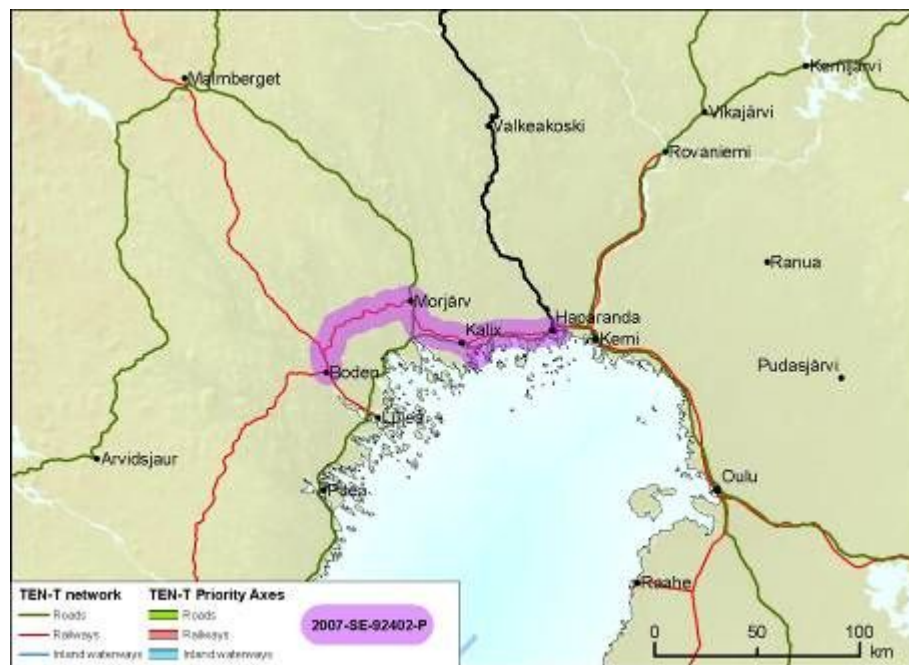 Malmberget
Kemijärvi
Vikajärvi
Valkeakoski
Rovaniemi
Ranua
Morjärv
Haparanda
Kalix
Kemi
Pudasjärvi
Boden
Luleå
Arvidsjaur
Oulu
Piteå
Raahe
TEN-T network
Roads
Railways
Inland waterways
TEN-T Priority Axes
Roads
Railways
Inland waterways
2007-SE-92402-P
0 50 100
km